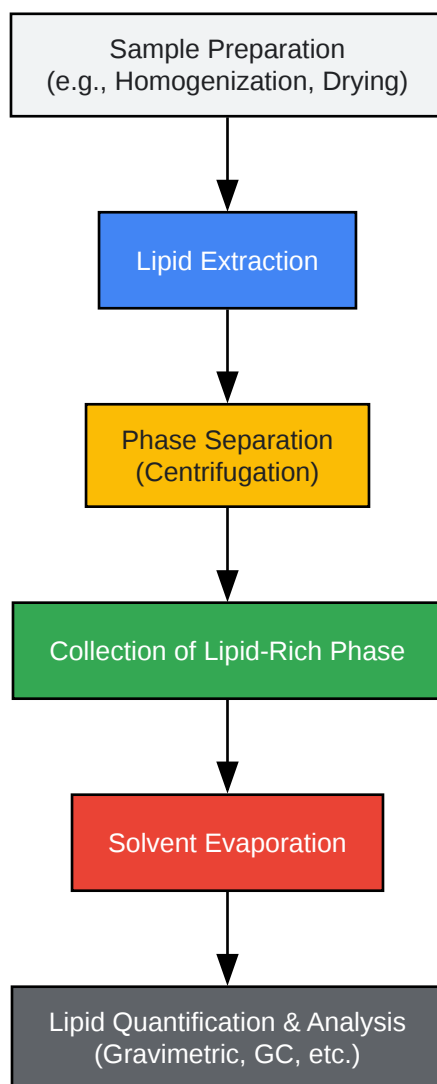 Sample Preparation
(e.g., Homogenization, Drying)
Lipid Extraction
Phase Separation
(Centrifugation)
Collection of Lipid-Rich Phase
Solvent Evaporation
Lipid Quantification & Analysis
(Gravimetric, GC, etc.)